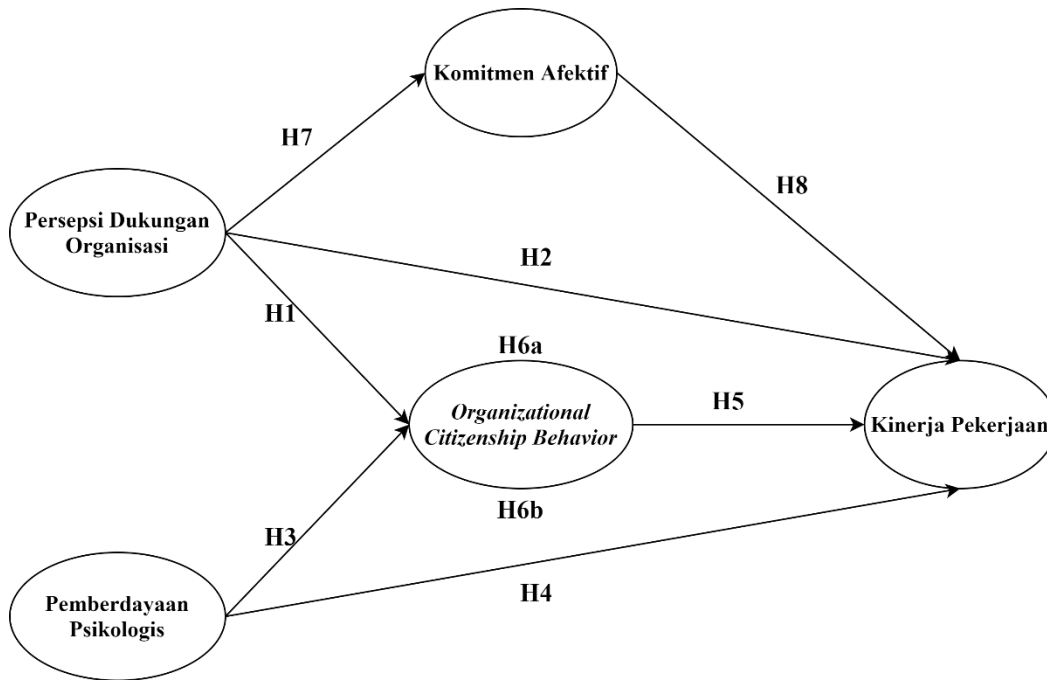 Komitmen Afektif
H7
H8
Persepsi Dukungan
Organisasi
H2
H1
H6a
Organizational
Citizenship Behavior
H5
Kinerja Pekerjaan
H6b
H3
H4
Pemberdayaan
Psikologis